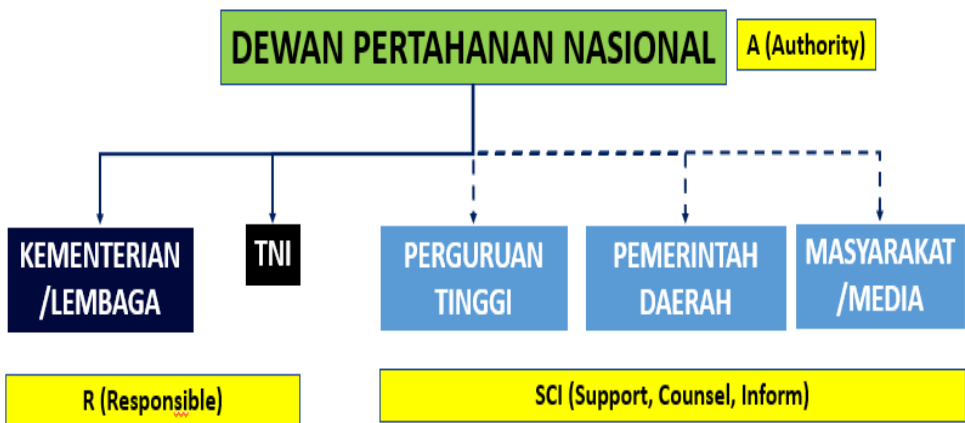 DEWAN PERTAHANAN NASIONAL
A (Authority)
KEMENTERIAN
/LEMBAGA
TNI
PERGURUAN
TINGGI
PEMERINTAH
DAERAH
MASYARAKAT
/MEDIA
R (Responsible)
SCI (Support, Counsel, Inform)